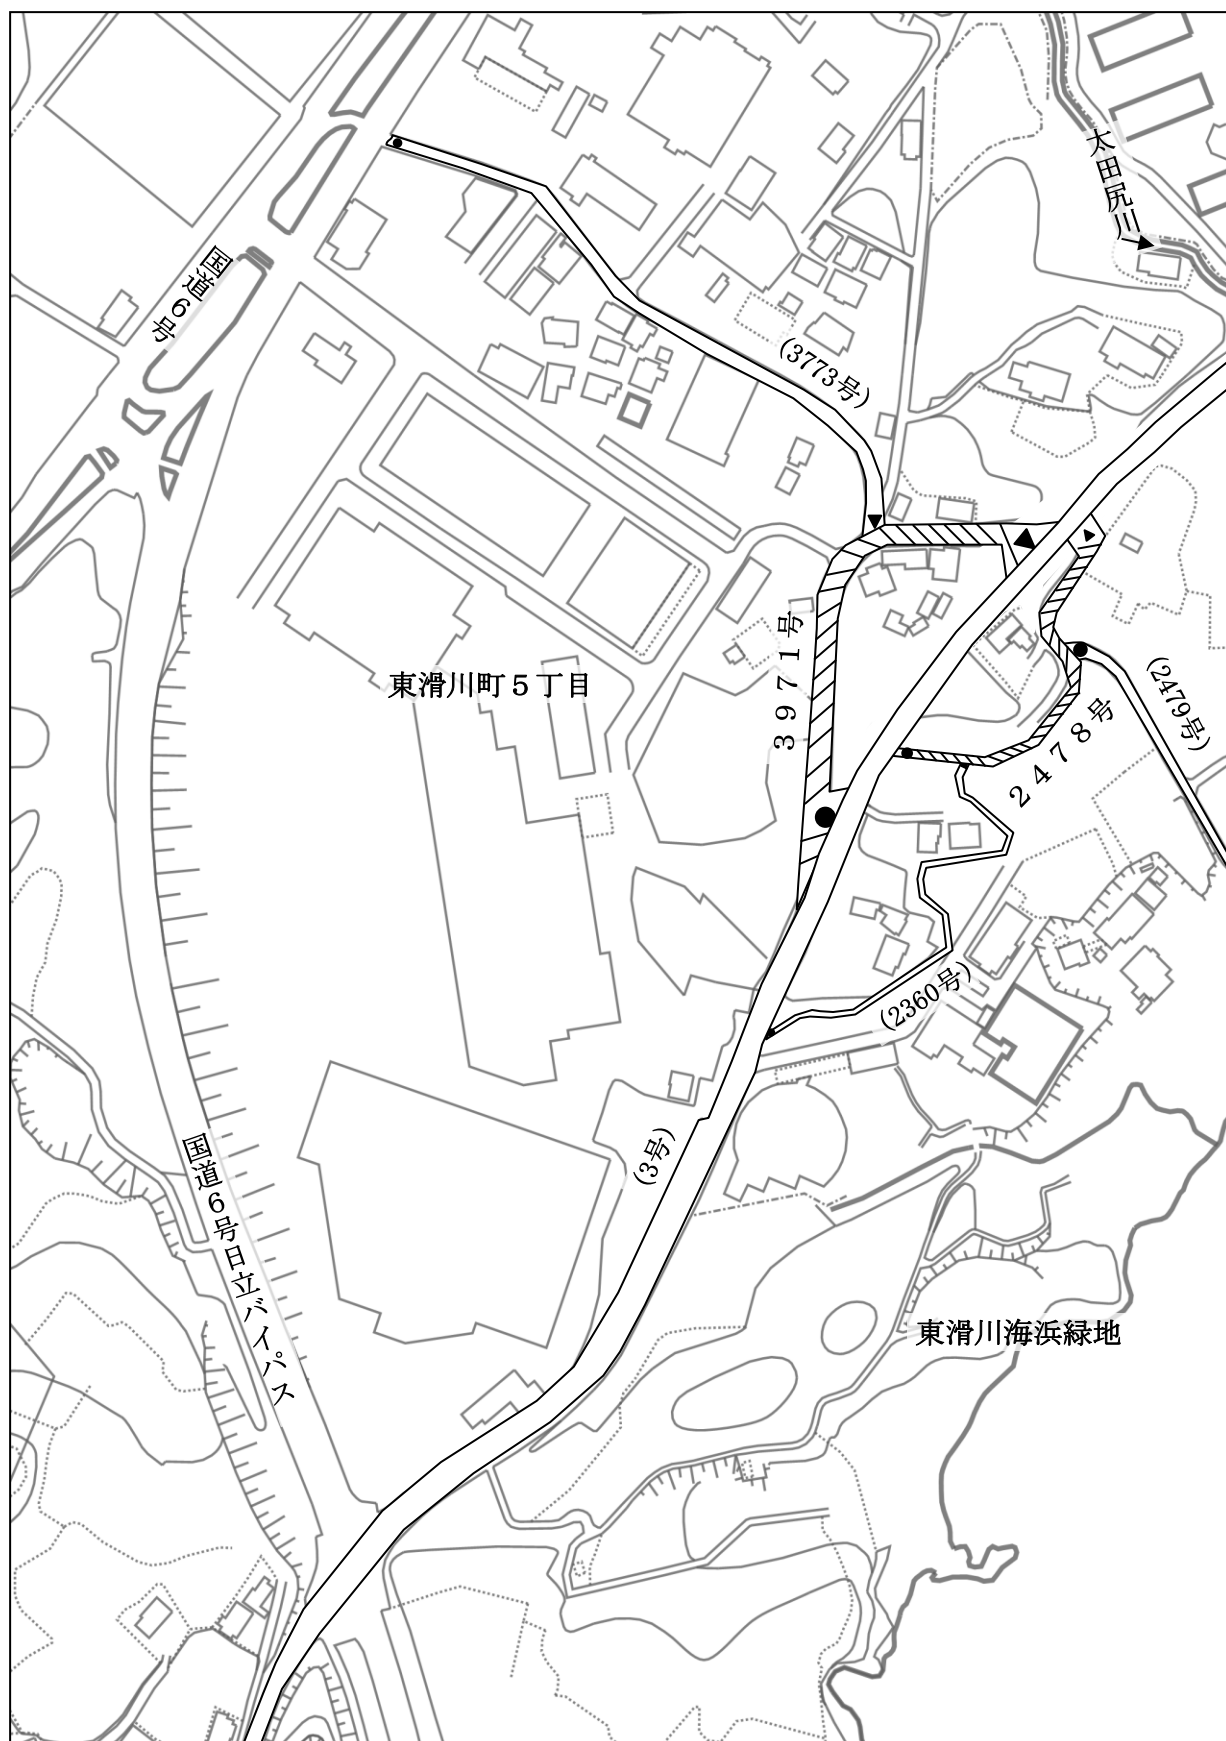 太田尻川
国道6号
(3773号)
3971号
(2479号)
東滑川町5丁目
2478号
(2360号)
(3号)
国道6号日立バイパス
東滑川海浜緑地